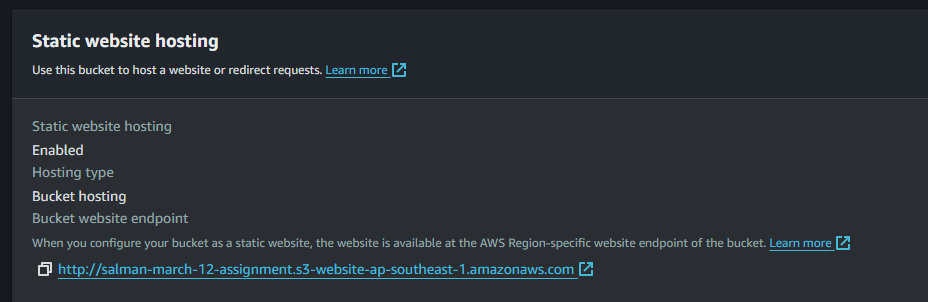 Static website hosting
Use this bucket to host a website or redirect requests. Learn more
Static website hosting
Enabled
Hosting type
Bucket hosting
Bucket website endpoint
When you configure your bucket as a static website, the website is available at the AWS Region-specific website endpoint of the bucket. Learn more
http://salman-march-12-assignment.s3-website-ap-southeast-1.amazonaws.com